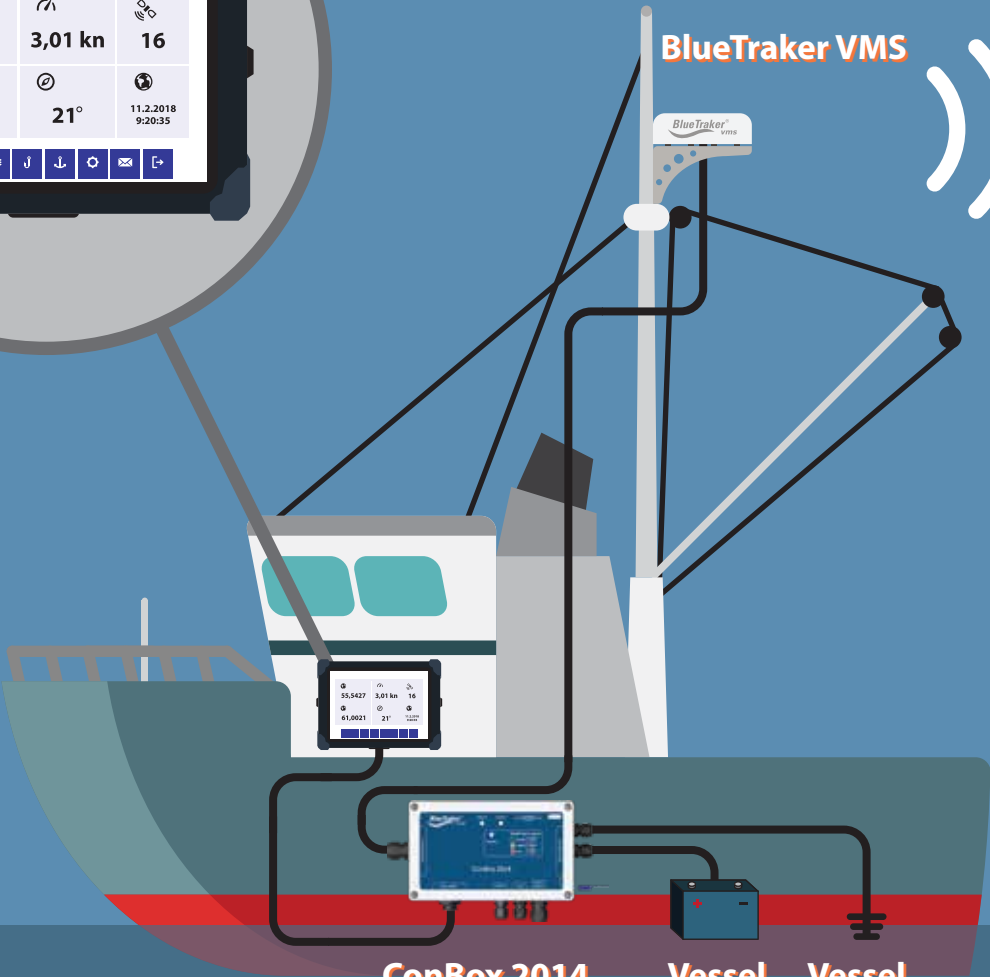 3,01 kn
16
21°
11.2.2018
9:20:35
BlueTraker VMS
BlueTraker®
vms
55,5427
3,01 kn
16
61,0021
21°
ConBox 2014
Vessel
Vessel